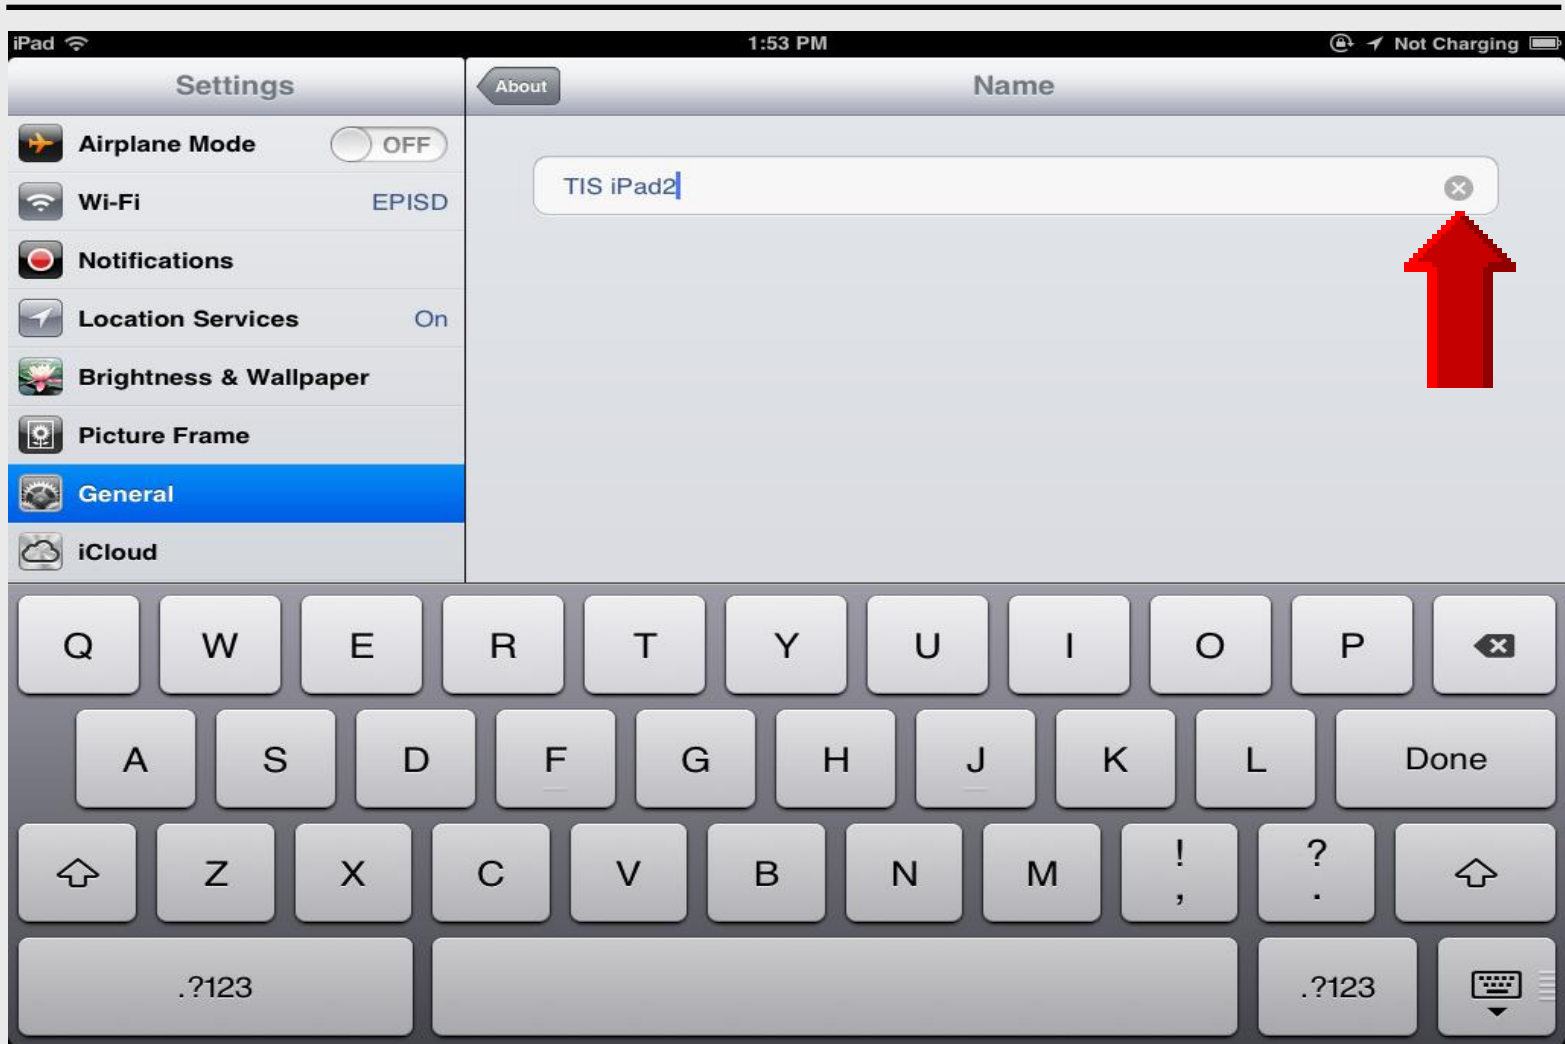 iPad 1:53 PM Not Charging
Settings About Name
Airplane Mode OFF
TIS iPad2
Wi-Fi EPISD
Notifications
Location Services On
Brightness & Wallpaper
Picture Frame
General
iCloud
Q W E R T Y U I O P
A S D F G H J K L Done
Z X C V B N M ! , ? .
.?123 .?123